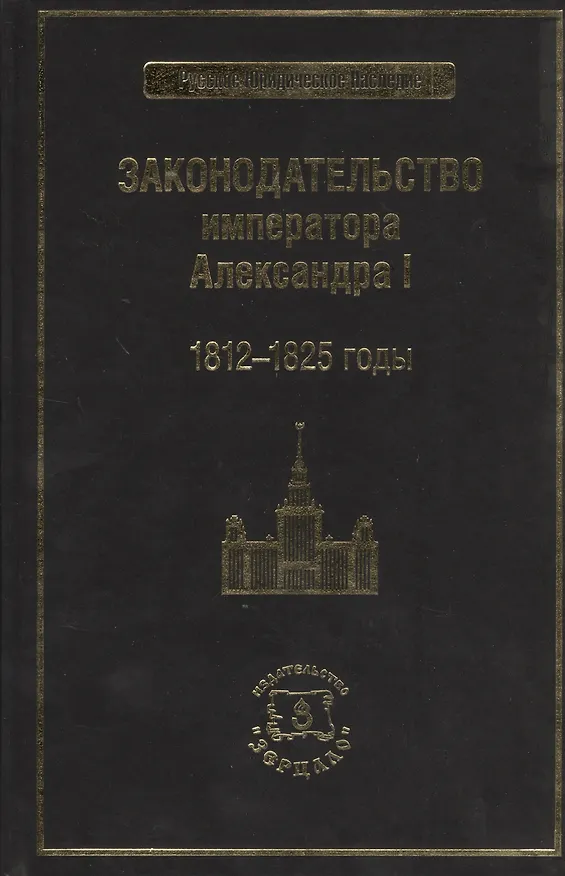 Русское Юридическое Наследие
ЗАКОНОДАТЕЛЬСТВО
императора
Александра I
1812–1825 годы
ИЗДАТЕЛЬСТВО
З
"ЗЕРЦАЛО"